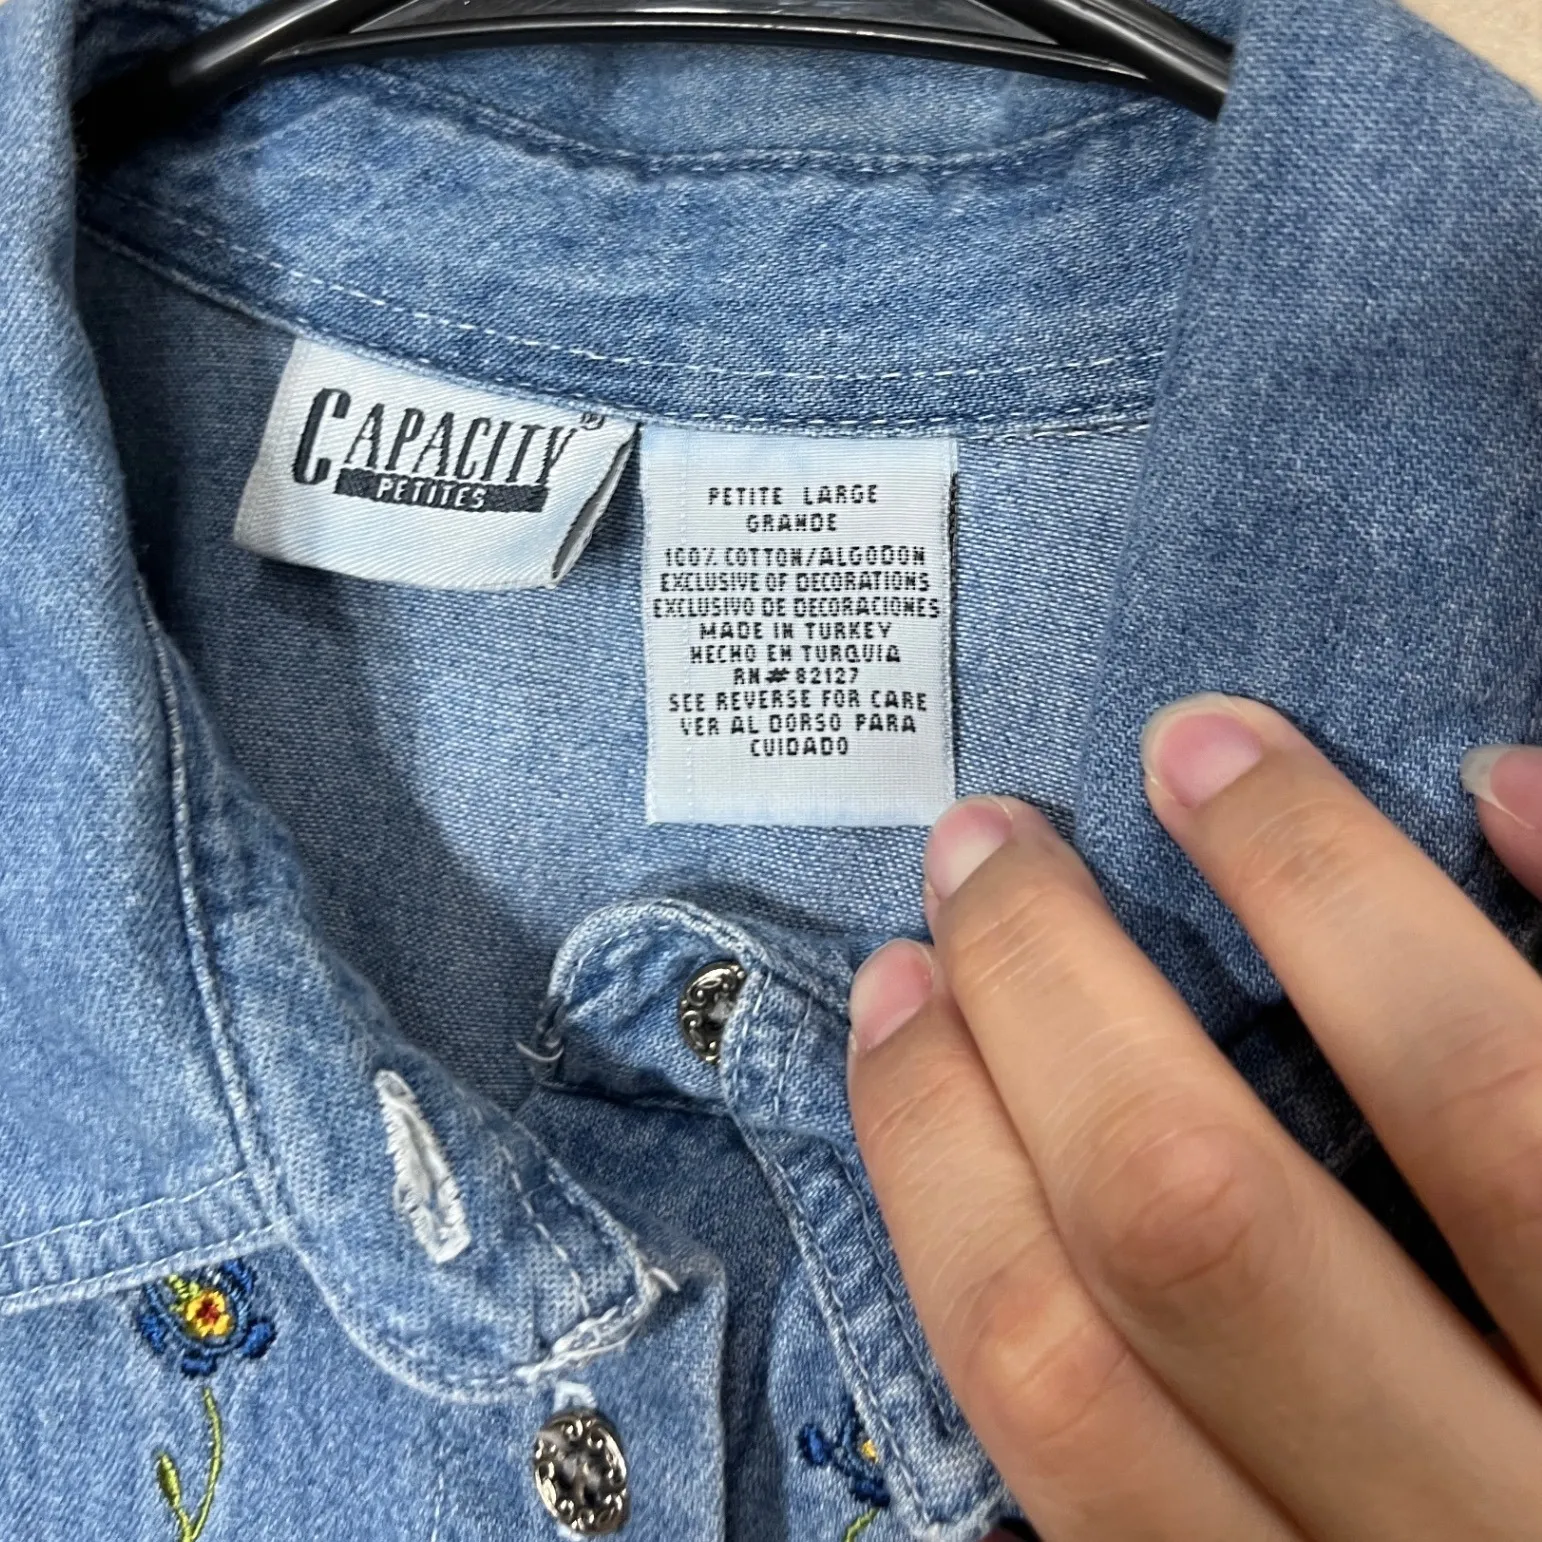 CAPACITY®
PETITES
PETITE LARGE
GRANDE
100% COTTON/ALGODON
EXCLUSIVE OF DECORATIONS
EXCLUSIVO DE DECORACIONES
MADE IN TURKEY
HECHO EN TURQUIA
RN# 82127
SEE REVERSE FOR CARE
VER AL DORSO PARA
CUIDADO